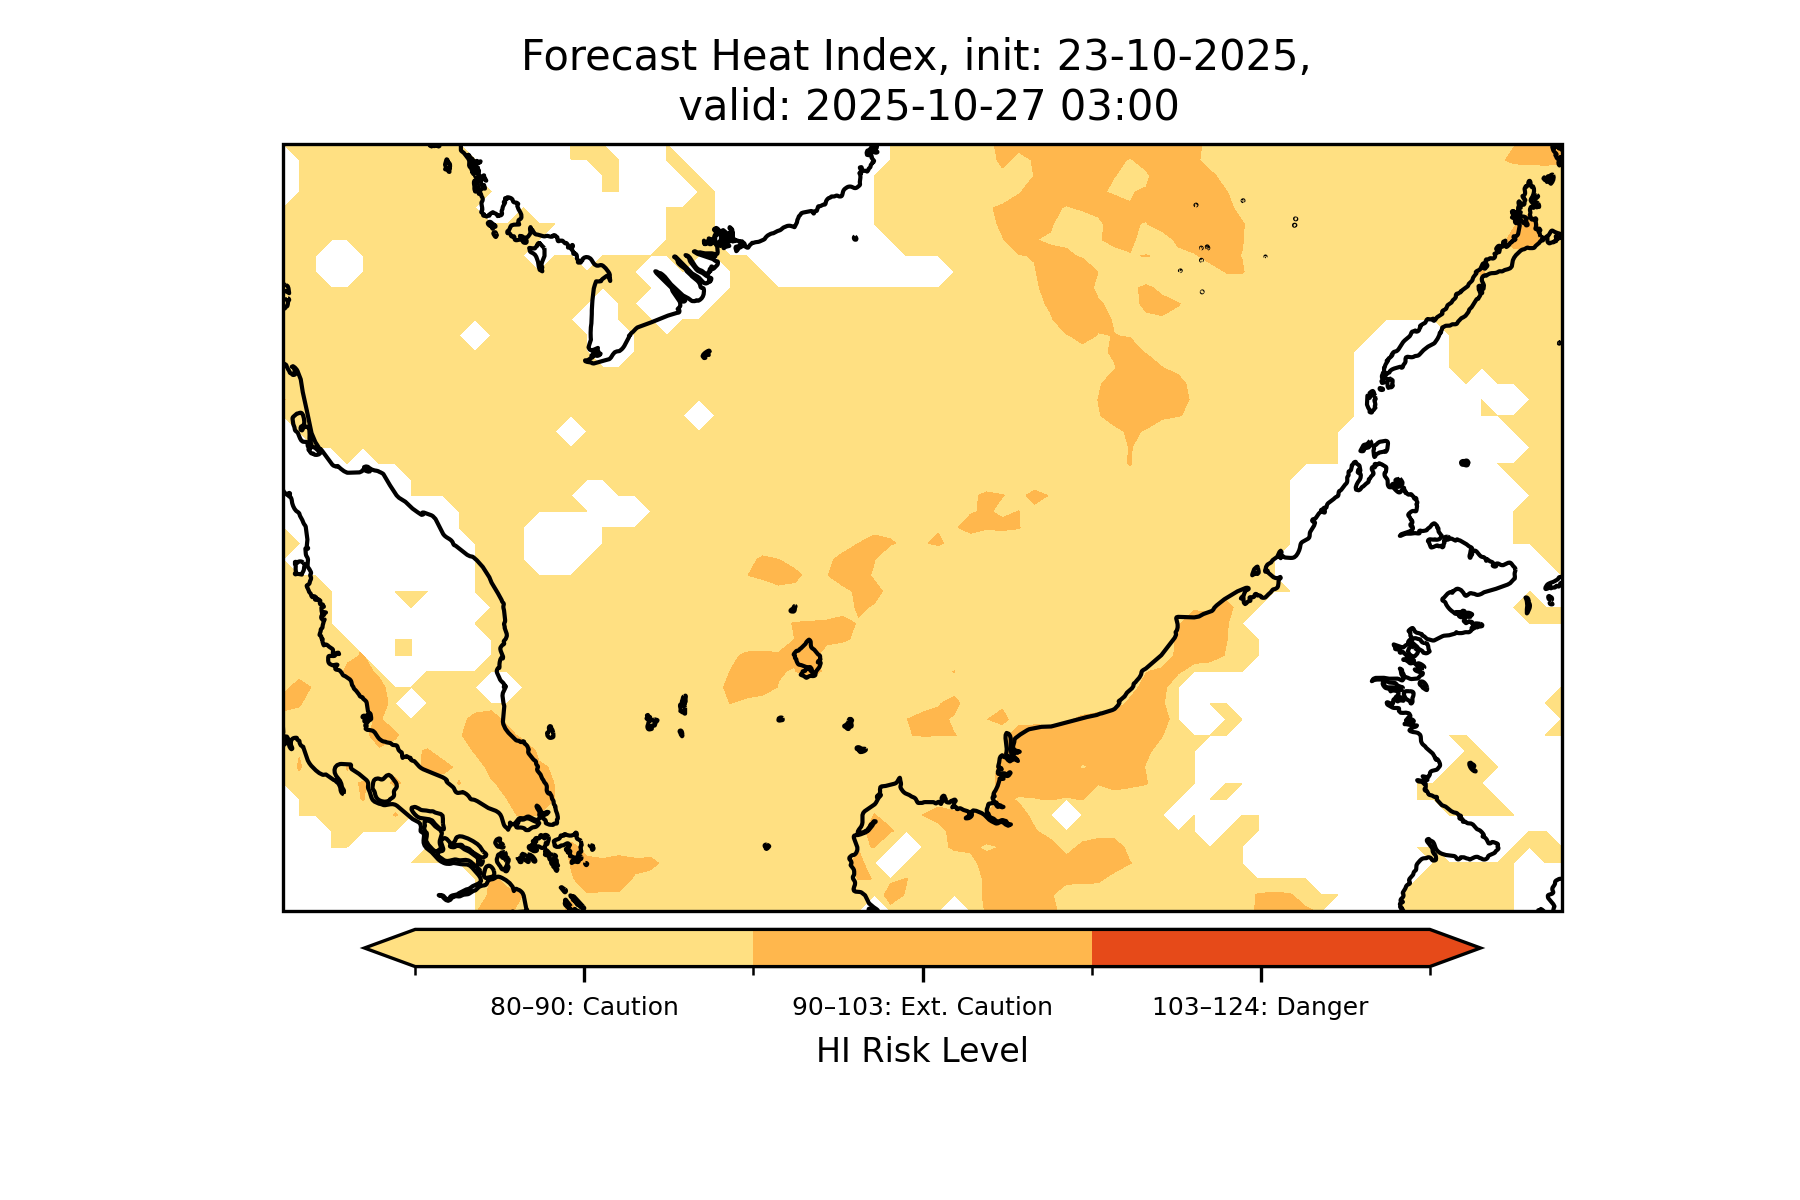 Forecast Heat Index, init: 23-10-2025,
valid: 2025-10-27 03:00
80–90: Caution
90–103: Ext. Caution
103–124: Danger
HI Risk Level